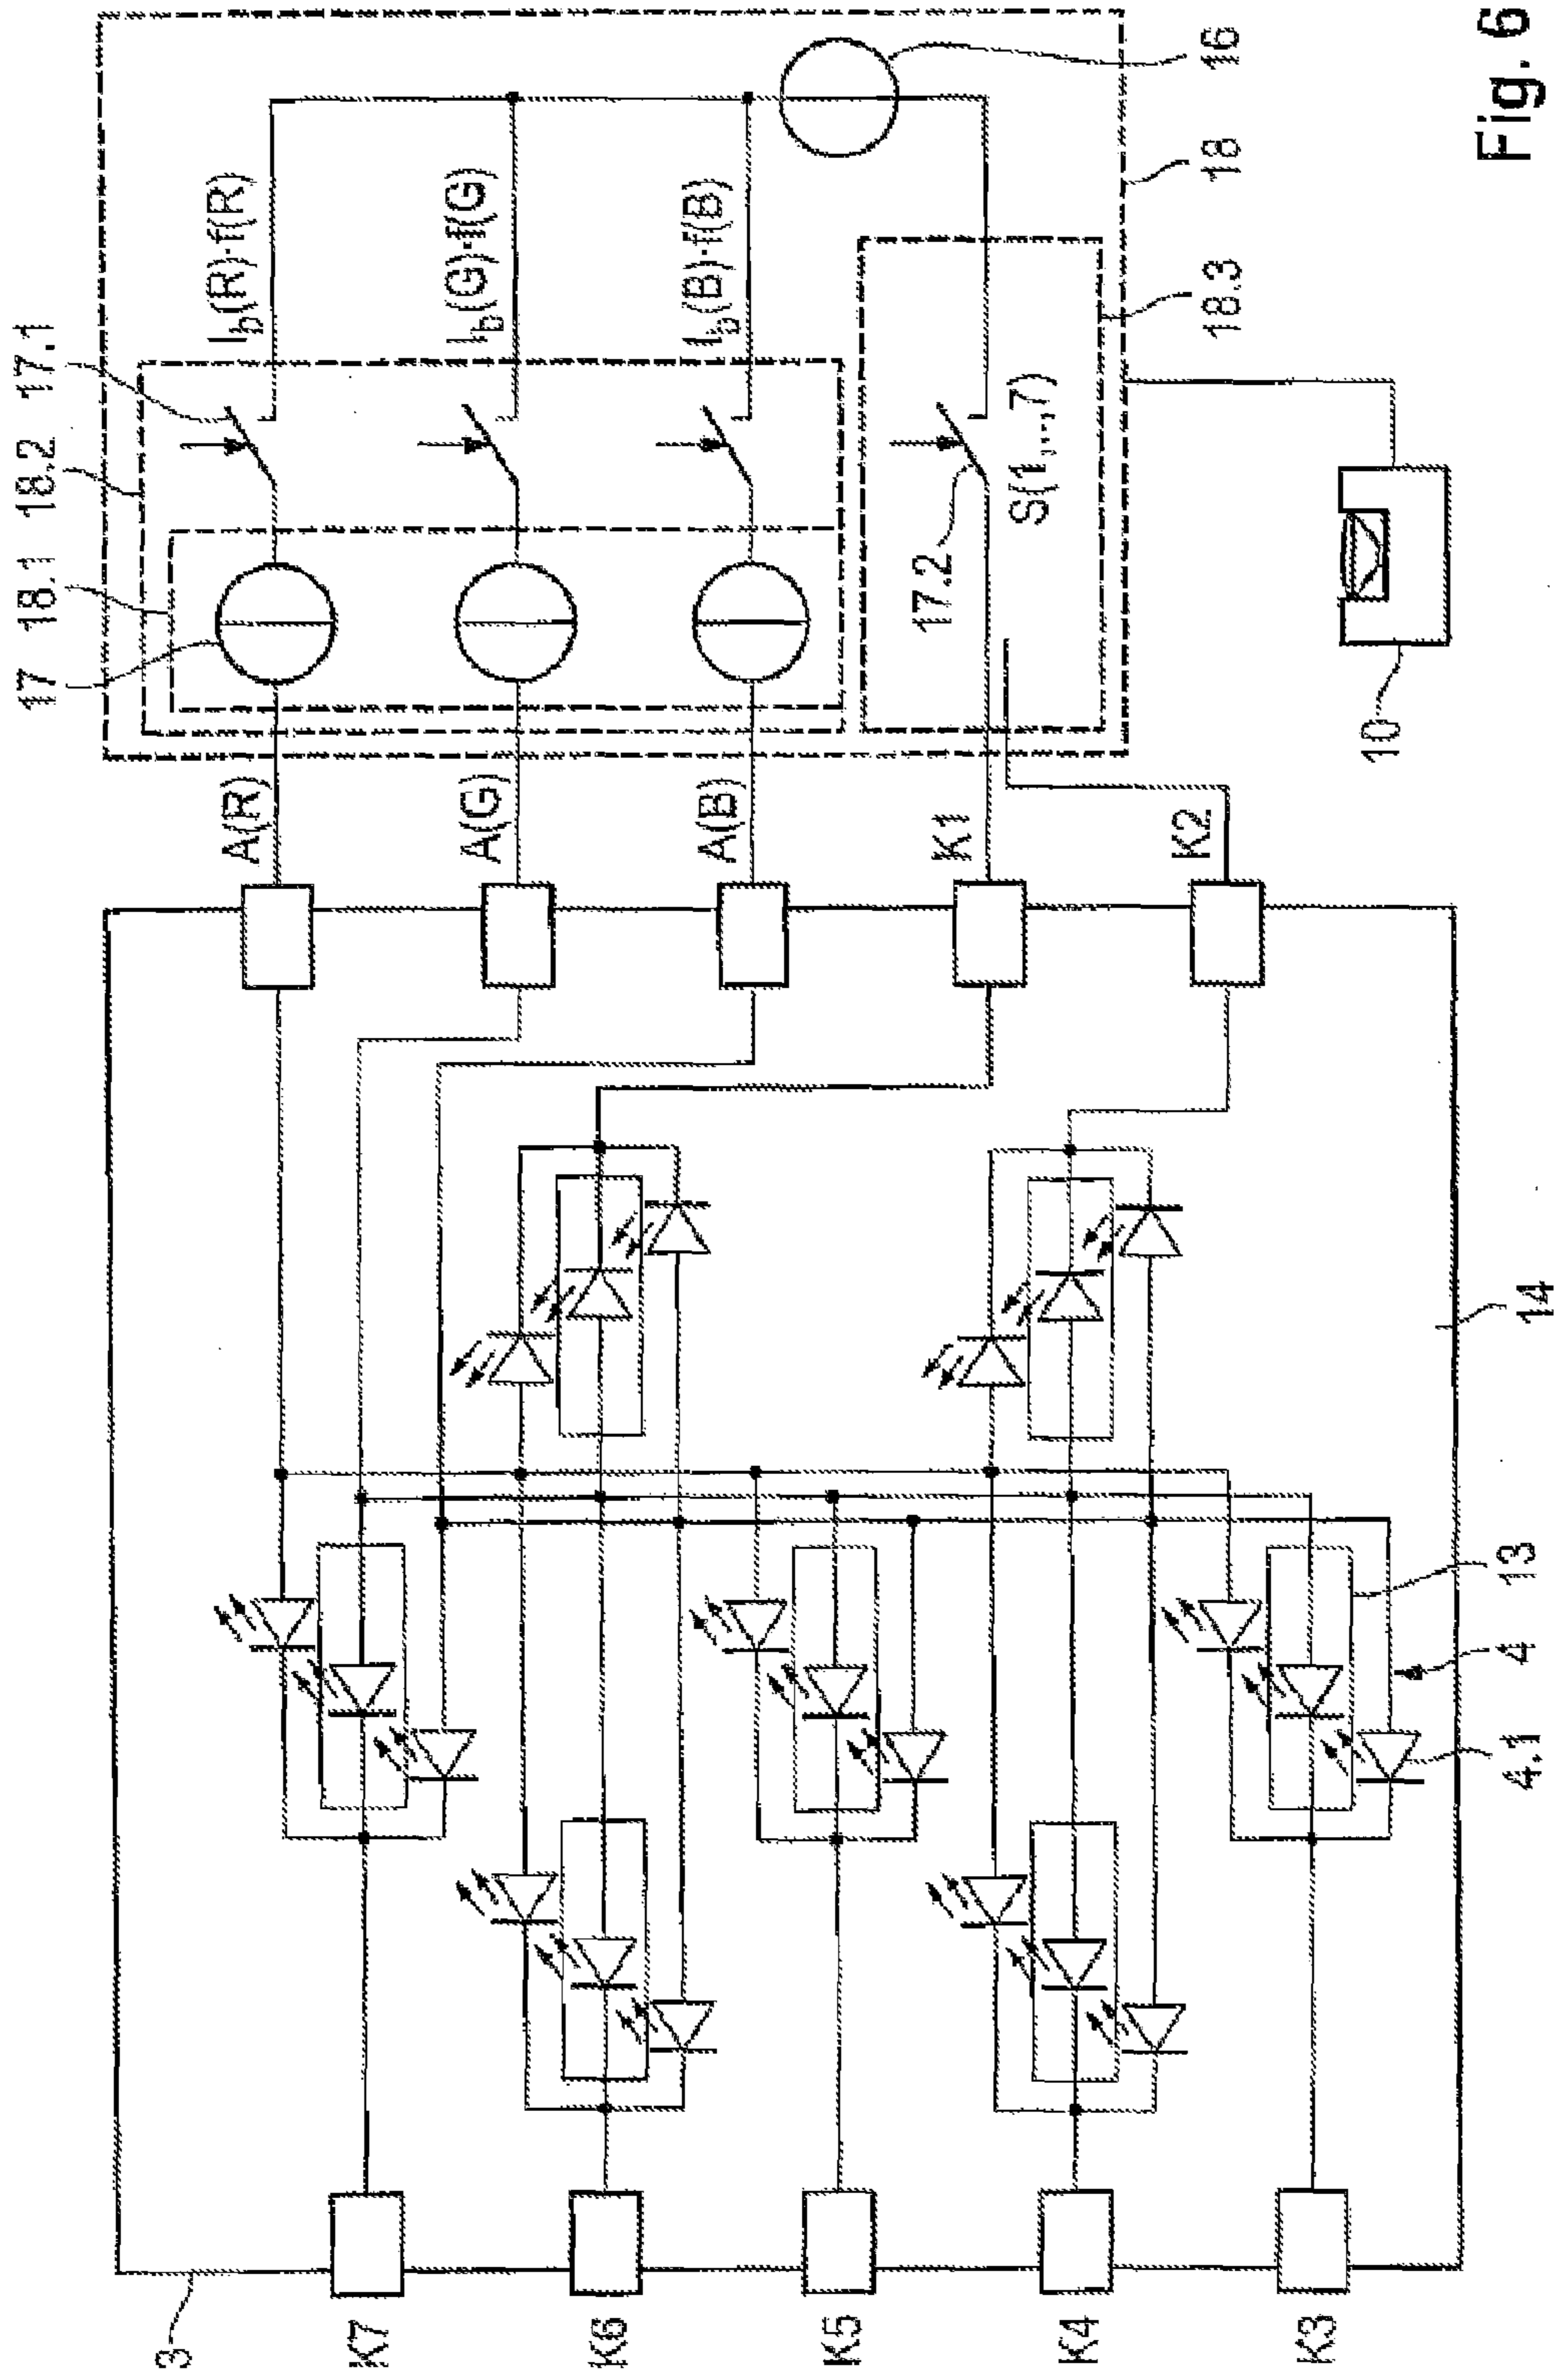 17
18.1
18.2
17.1
I_b(R)·f(R)
I_b(G)·f(G)
I_b(B)·f(B)
A(R)
A(G)
A(B)
K1
K2
17.2
S(1,...,7)
16
18
18.3
10
14
13
4
4.1
3
K7
K6
K5
K4
K3
Fig. 6